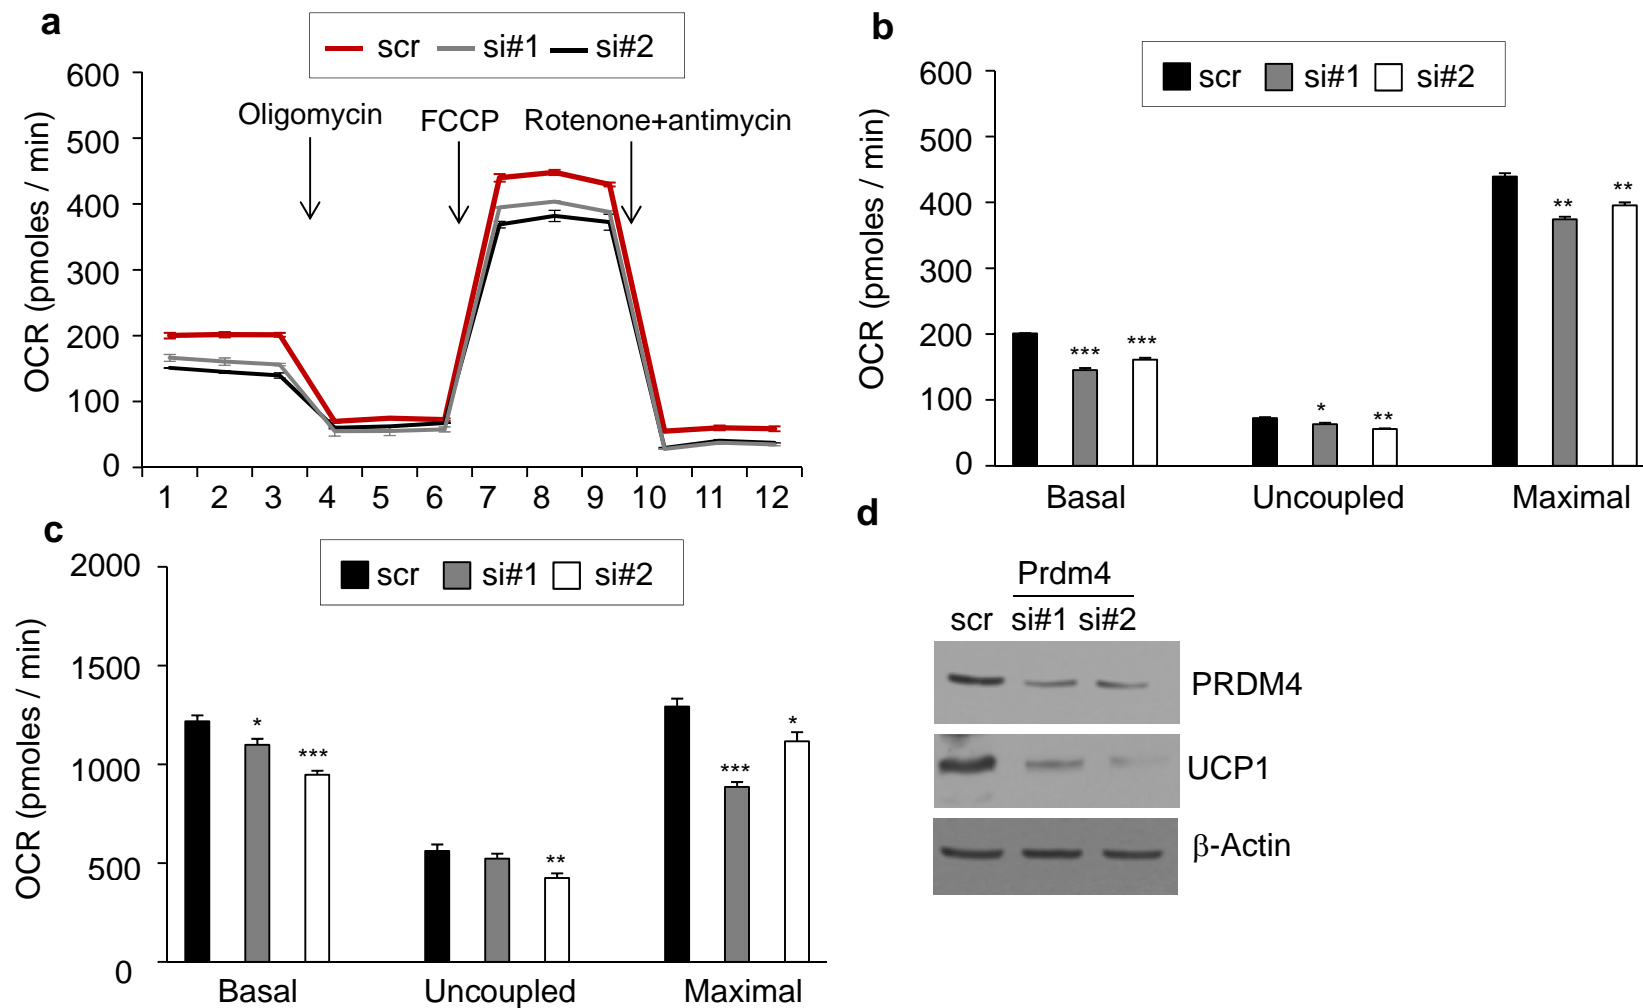 a
scr si#1 si#2
OCR (pmoles / min)
600
500
400
300
200
100
0
Oligomycin
FCCP
Rotenone+antimycin
1 2 3 4 5 6 7 8 9 10 11 12
b
scr si#1 si#2
OCR (pmoles / min)
600
500
400
300
200
100
0
*** ***
* **
** **
Basal Uncoupled Maximal
c
scr si#1 si#2
OCR (pmoles / min)
2000
1500
1000
500
0
* ***
**
*** *
Basal Uncoupled Maximal
d
Prdm4
scr si#1 si#2
PRDM4
UCP1
β-Actin